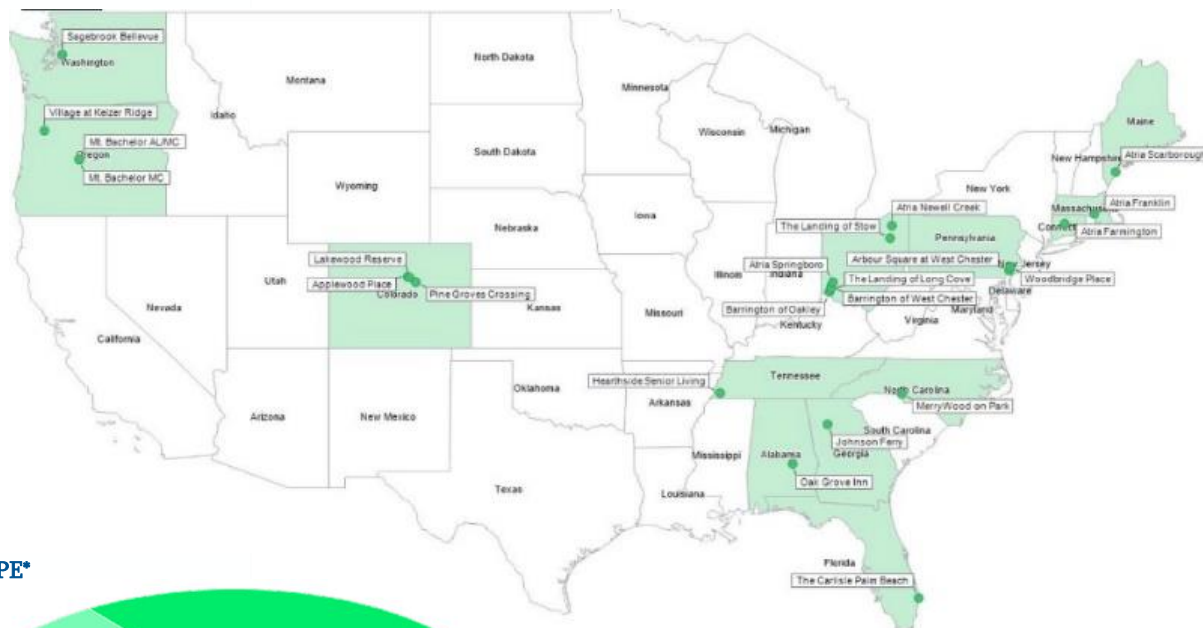 Sagebrook Bellevue
Washington
Village at Keizer Ridge
Mt. Bachelor AL/MC
Oregon
Mt. Bachelor MC
Idaho
Montana
North Dakota
South Dakota
Wyoming
Nebraska
Minnesota
Wisconsin
Michigan
Iowa
Illinois
Indiana
Nevada
Utah
California
Lakewood Reserve
Applewood Place
Colorado
Pine Groves Crossing
Kansas
Missouri
Arizona
New Mexico
Oklahoma
Texas
Arkansas
Louisiana
Mississippi
Maine
New Hampshire
Atria Scarborough
New York
Massachuse
Atria Franklin
Connect
Atria Farmington
Atria Newell Creek
The Landing of Stow
Pennsylvania
Arbour Square at West Chester
New Jersey
Woodbridge Place
Delaware
Maryland
Virginia
Atria Springboro
The Landing of Long Cove
Barrington of West Chester
Barrington of Oakley
Kentucky
Hearthside Senior Living
Tennessee
North Carolina
MerryWood on Park
South Carolina
Johnson Ferry
Georgia
Alabama
Oak Grove Inn
Florida
The Carlisle Palm Beach
PE*